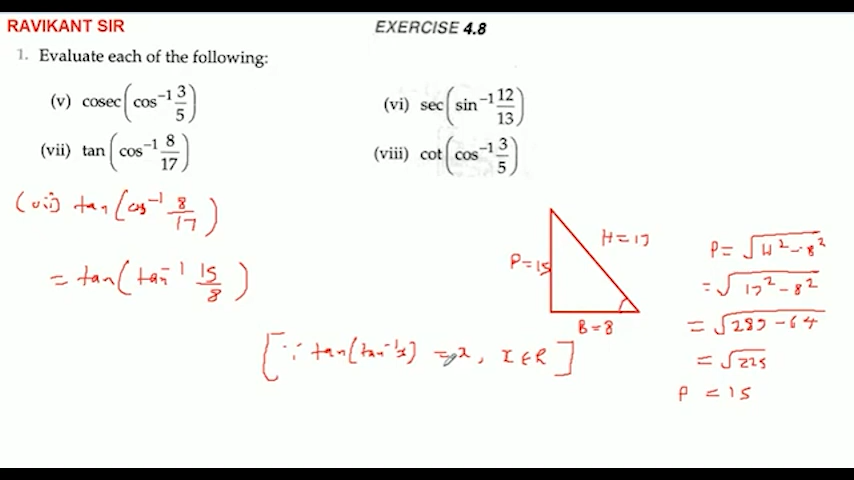 RAVIKANT SIR
EXERCISE 4.8
1. Evaluate each of the following:
(v) cosec(cos⁻¹ 3/5)
(vi) sec(sin⁻¹ 12/13)
(vii) tan(cos⁻¹ 8/17)
(viii) cot(cos⁻¹ 3/5)
(vii) tan(cos⁻¹ 8/17)
= tan(tan⁻¹ 15/8)
[∵ tan(tan⁻¹x) = x, x ∈ R]
P=15
H=17
B=8
P = √H²-8²
= √17²-8²
= √289-64
= √225
P = 15